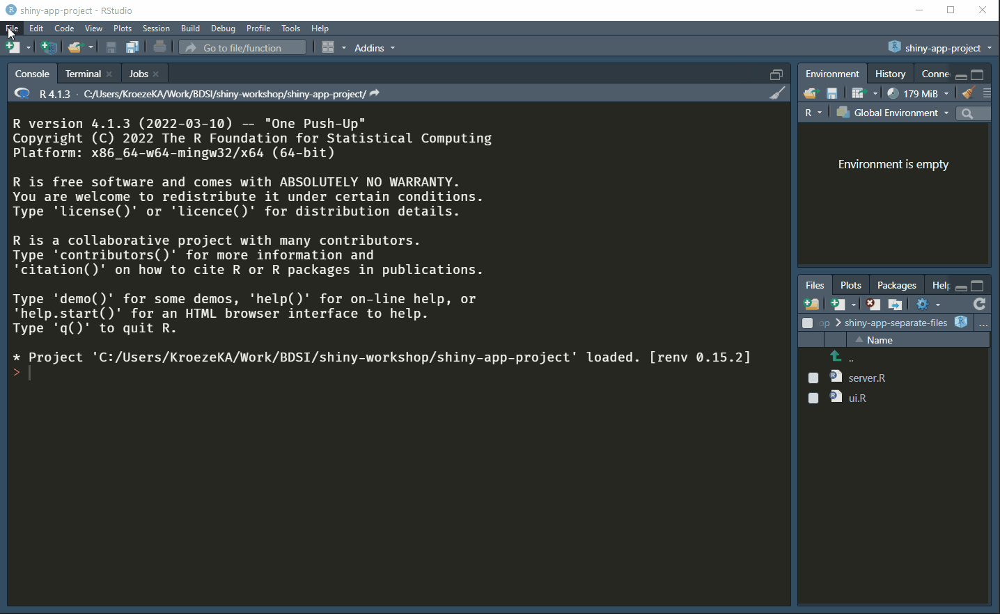 shiny-app-project - RStudio
File Edit Code View Plots Session Build Debug Profile Tools Help
Go to file/function Addins shiny-app-project
Console Terminal Jobs
R 4.1.3 · C:/Users/KroezeKA/Work/BDSI/shiny-workshop/shiny-app-project/
R version 4.1.3 (2022-03-10) -- "One Push-Up"
Copyright (C) 2022 The R Foundation for Statistical Computing
Platform: x86_64-w64-mingw32/x64 (64-bit)
R is free software and comes with ABSOLUTELY NO WARRANTY.
You are welcome to redistribute it under certain conditions.
Type 'license()' or 'licence()' for distribution details.
R is a collaborative project with many contributors.
Type 'contributors()' for more information and
'citation()' on how to cite R or R packages in publications.
Type 'demo()' for some demos, 'help()' for on-line help, or
'help.start()' for an HTML browser interface to help.
Type 'q()' to quit R.
* Project 'C:/Users/KroezeKA/Work/BDSI/shiny-workshop/shiny-app-project' loaded. [renv 0.15.2]
>
Environment History Conne
179 MiB
R Global Environment
Environment is empty
Files Plots Packages Help
op > shiny-app-separate-files ...
Name
..
server.R
ui.R